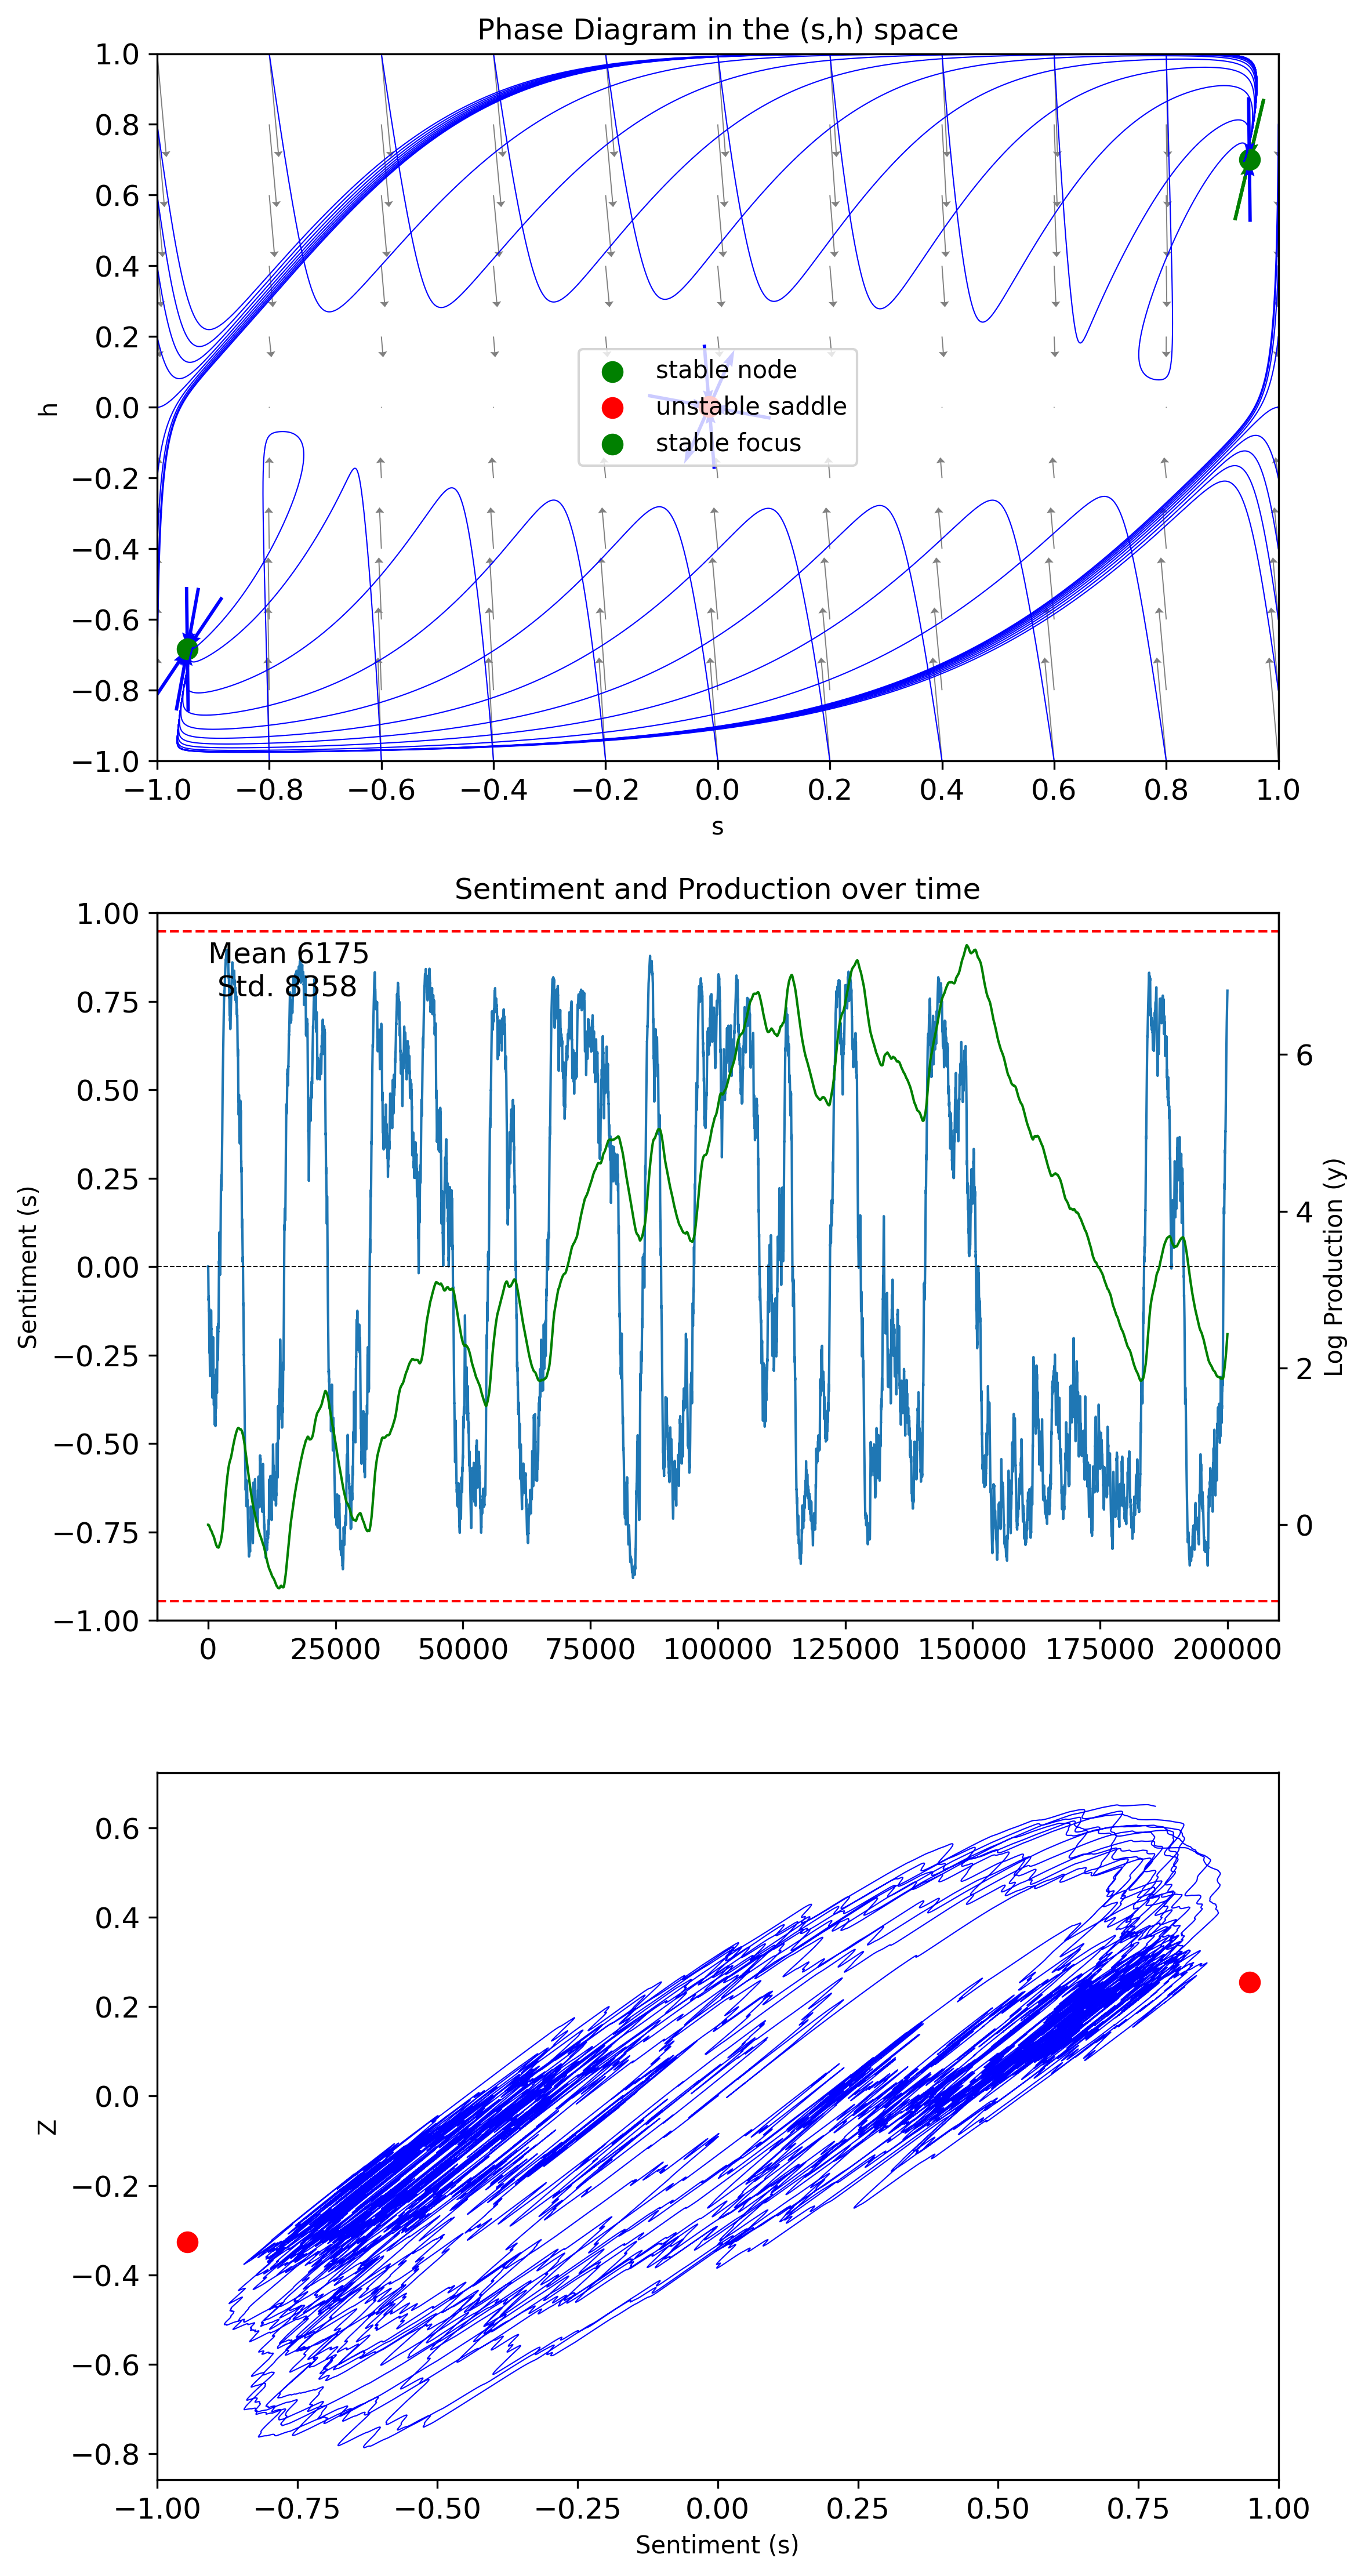 Phase Diagram in the (s,h) space
1.0
0.8
0.6
0.4
0.2
0.0
−0.2
−0.4
−0.6
−0.8
−1.0
h
stable node
unstable saddle
stable focus
−1.0 −0.8 −0.6 −0.4 −0.2 0.0 0.2 0.4 0.6 0.8 1.0
s
Sentiment and Production over time
Mean 6175
Std. 8358
1.00
0.75
0.50
0.25
0.00
−0.25
−0.50
−0.75
−1.00
Sentiment (s)
6
4
2
0
Log Production (y)
0 25000 50000 75000 100000 125000 150000 175000 200000
0.6
0.4
0.2
0.0
−0.2
−0.4
−0.6
−0.8
Z
−1.00 −0.75 −0.50 −0.25 0.00 0.25 0.50 0.75 1.00
Sentiment (s)